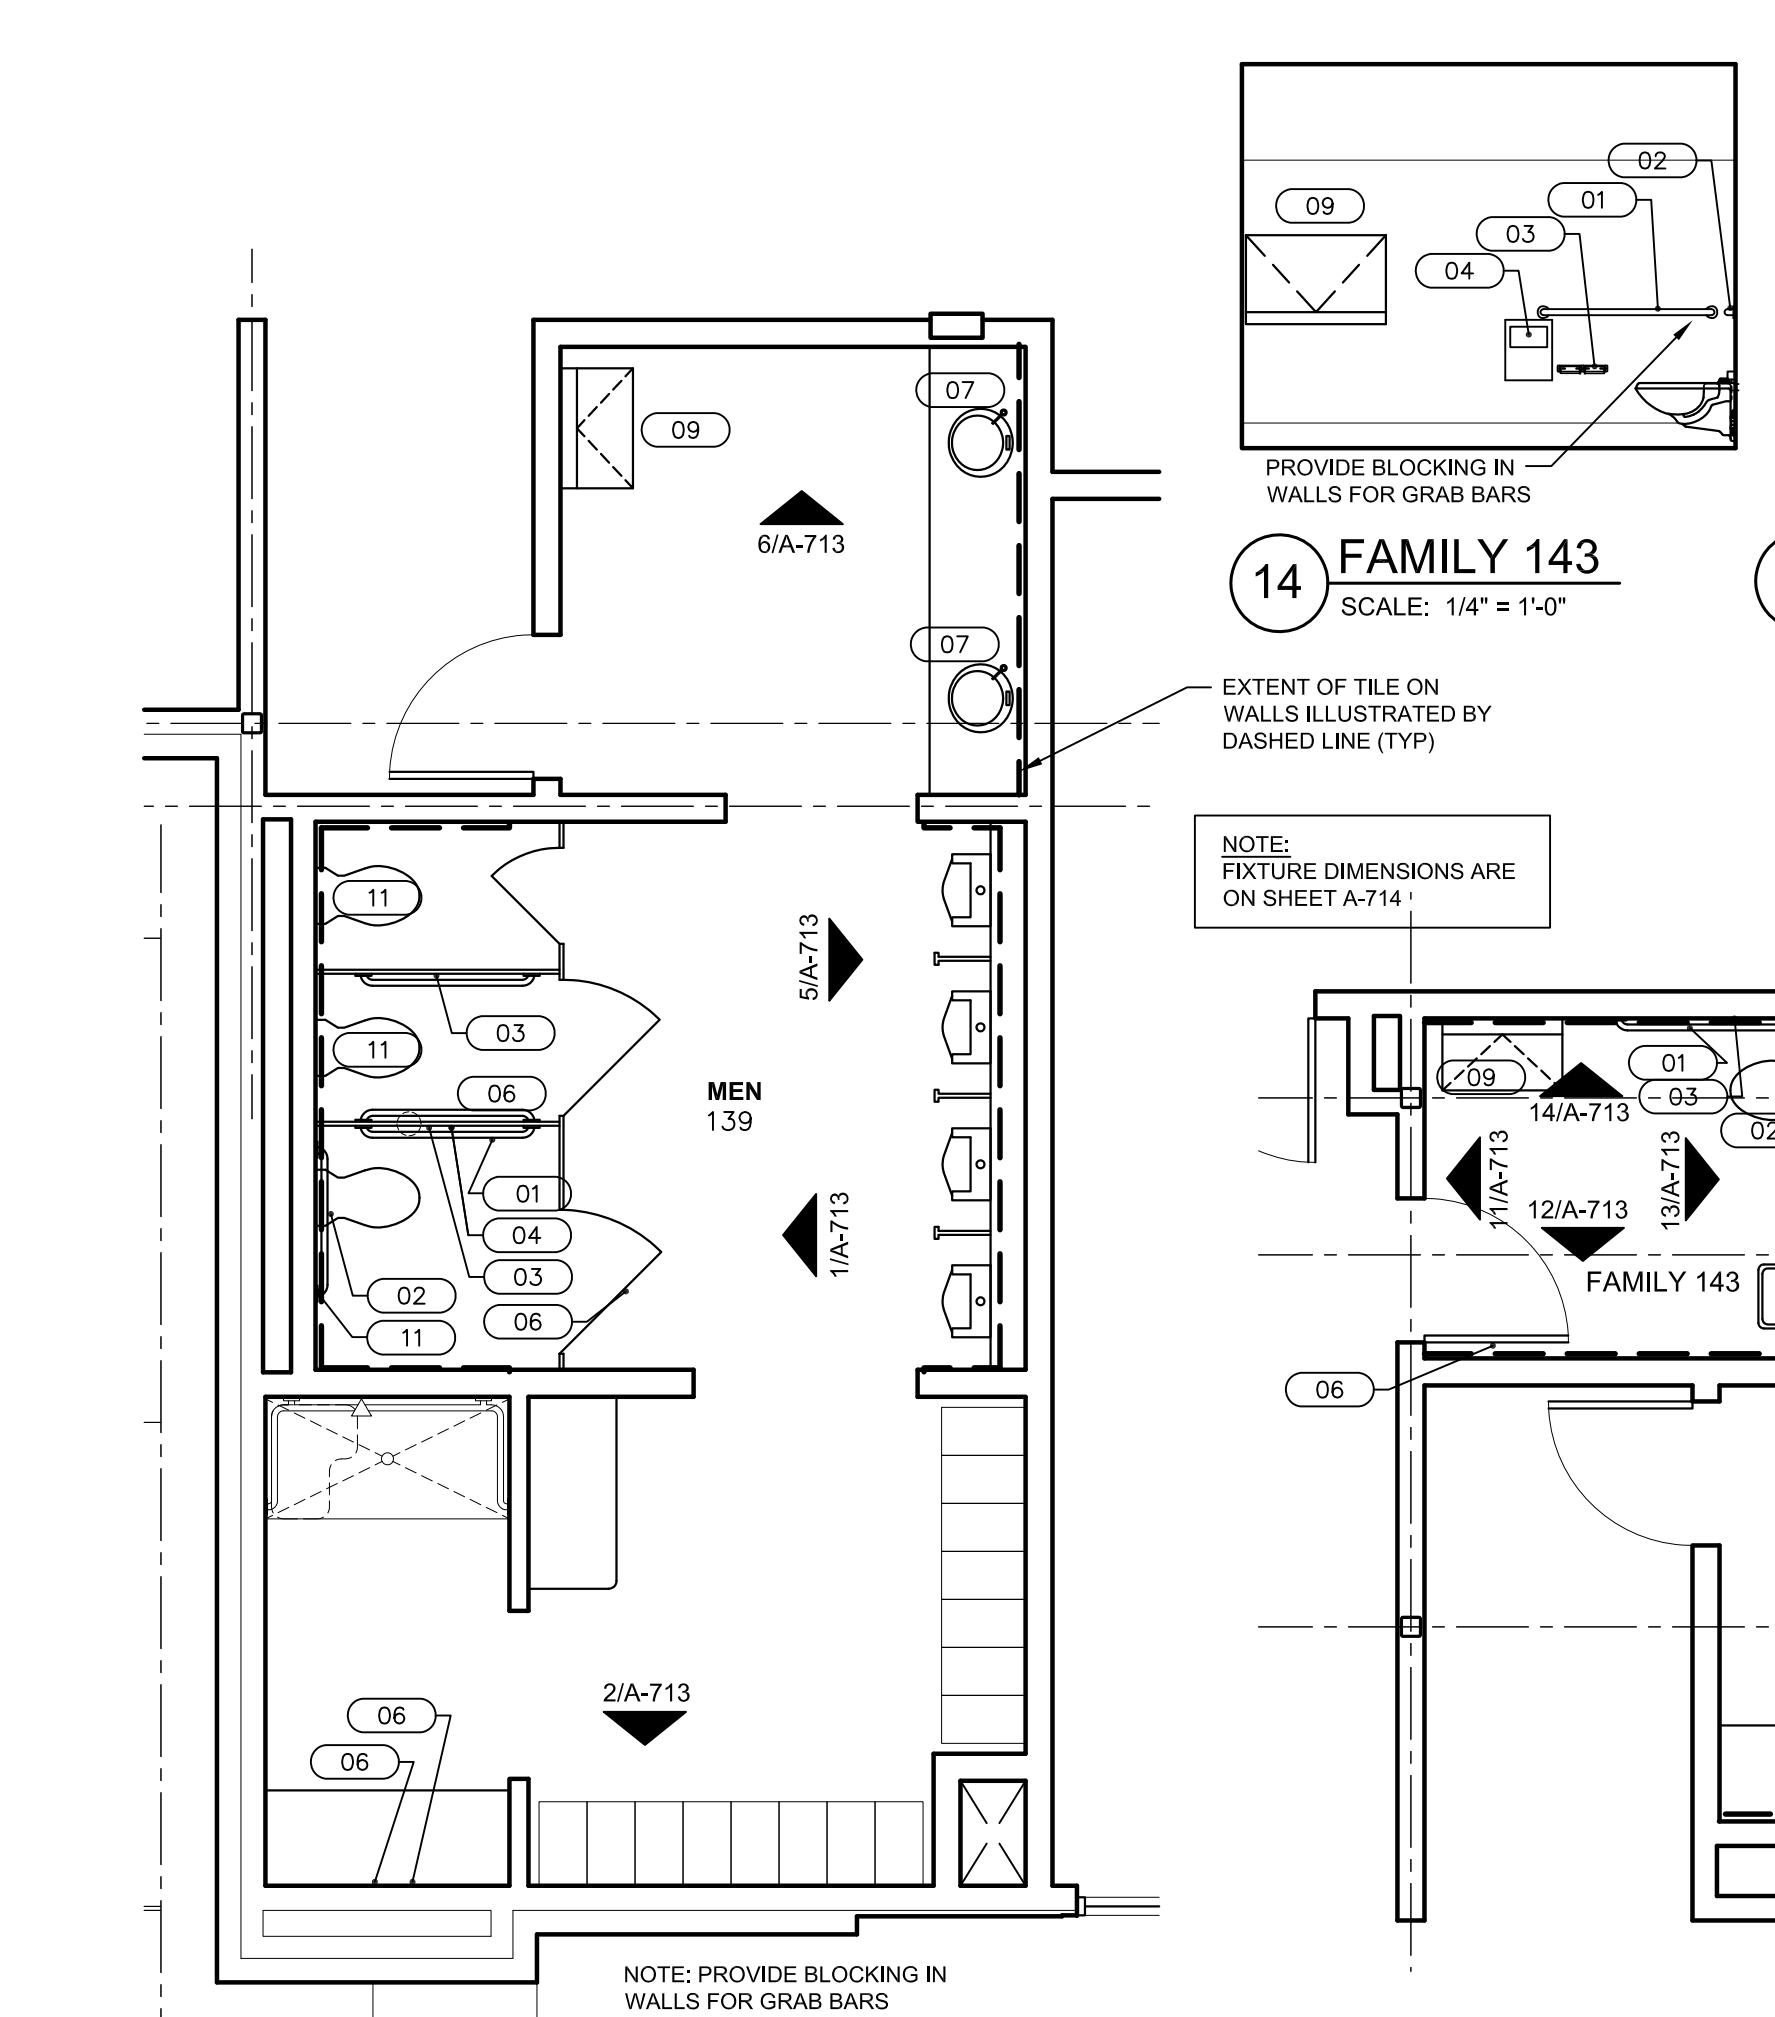 02
01
09
03
04
PROVIDE BLOCKING IN
WALLS FOR GRAB BARS
14
FAMILY 143
SCALE: 1/4" = 1'-0"
07
09
6/A-713
07
EXTENT OF TILE ON
WALLS ILLUSTRATED BY
DASHED LINE (TYP)
NOTE:
FIXTURE DIMENSIONS ARE
ON SHEET A-714
11
5/A-713
03
11
06
MEN
139
01
04
03
02
06
11
1/A-713
01
09
03
14/A-713
02
11/A-713
13/A-713
12/A-713
FAMILY 143
06
2/A-713
06
06
NOTE: PROVIDE BLOCKING IN
WALLS FOR GRAB BARS